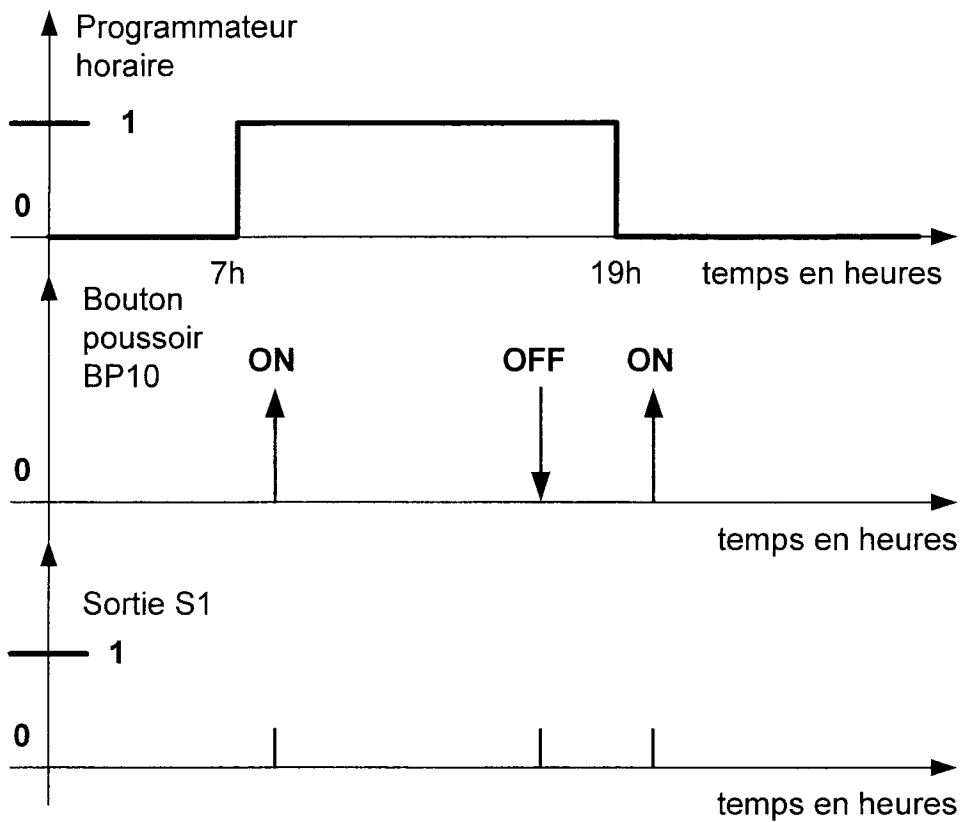 Programmateur
horaire
1
0
7h 19h temps en heures
Bouton
poussoir
BP10
ON OFF ON
0
temps en heures
Sortie S1
1
0
temps en heures